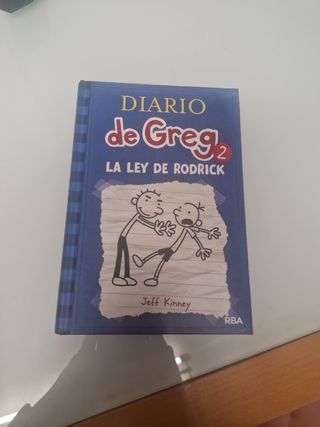 DIARIO
de Greg 2
LA LEY DE RODRICK
Jeff Kinney
RBA